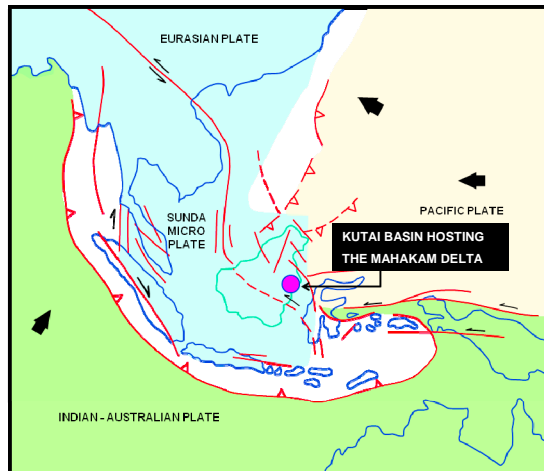 EURASIAN PLATE
SUNDA
MICRO
PLATE
PACIFIC PLATE
KUTAI BASIN HOSTING
THE MAHAKAM DELTA
INDIAN - AUSTRALIAN PLATE